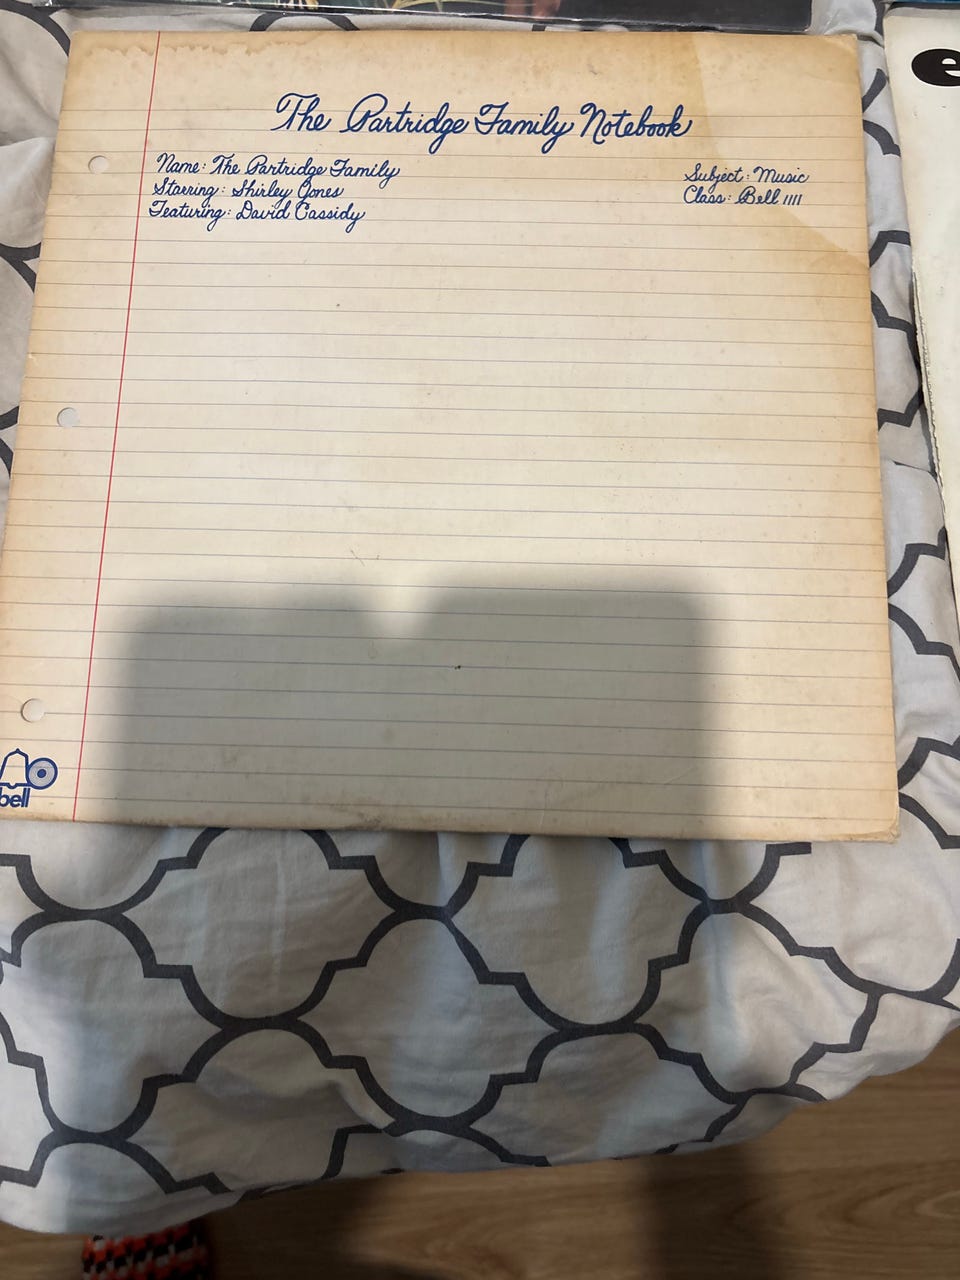 The Partridge Family Notebook
Name: The Partridge Family
Starring: Shirley Jones
Featuring: David Cassidy
Subject: Music
Class: Bell 1111
bell
e